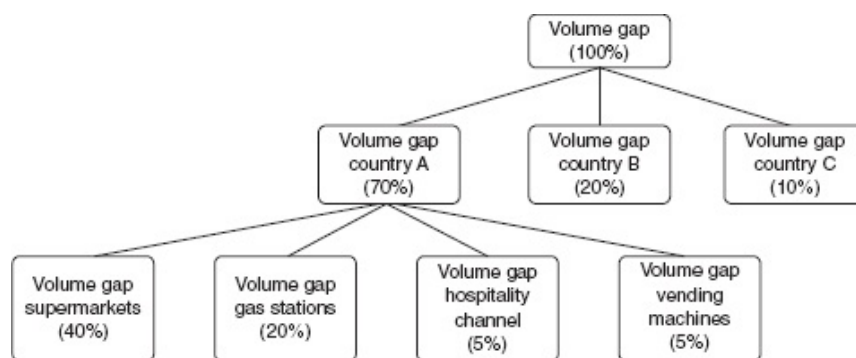 Volume gap
(100%)
Volume gap
country A
(70%)
Volume gap
country B
(20%)
Volume gap
country C
(10%)
Volume gap
supermarkets
(40%)
Volume gap
gas stations
(20%)
Volume gap
hospitality
channel
(5%)
Volume gap
vending
machines
(5%)